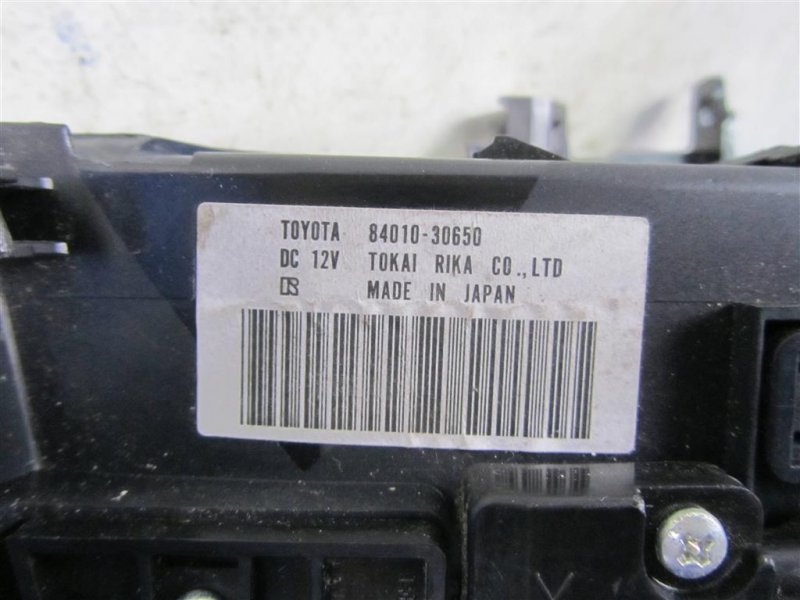 TOYOTA 84010-30650
DC 12V TOKAI RIKA CO.,LTD
R MADE IN JAPAN